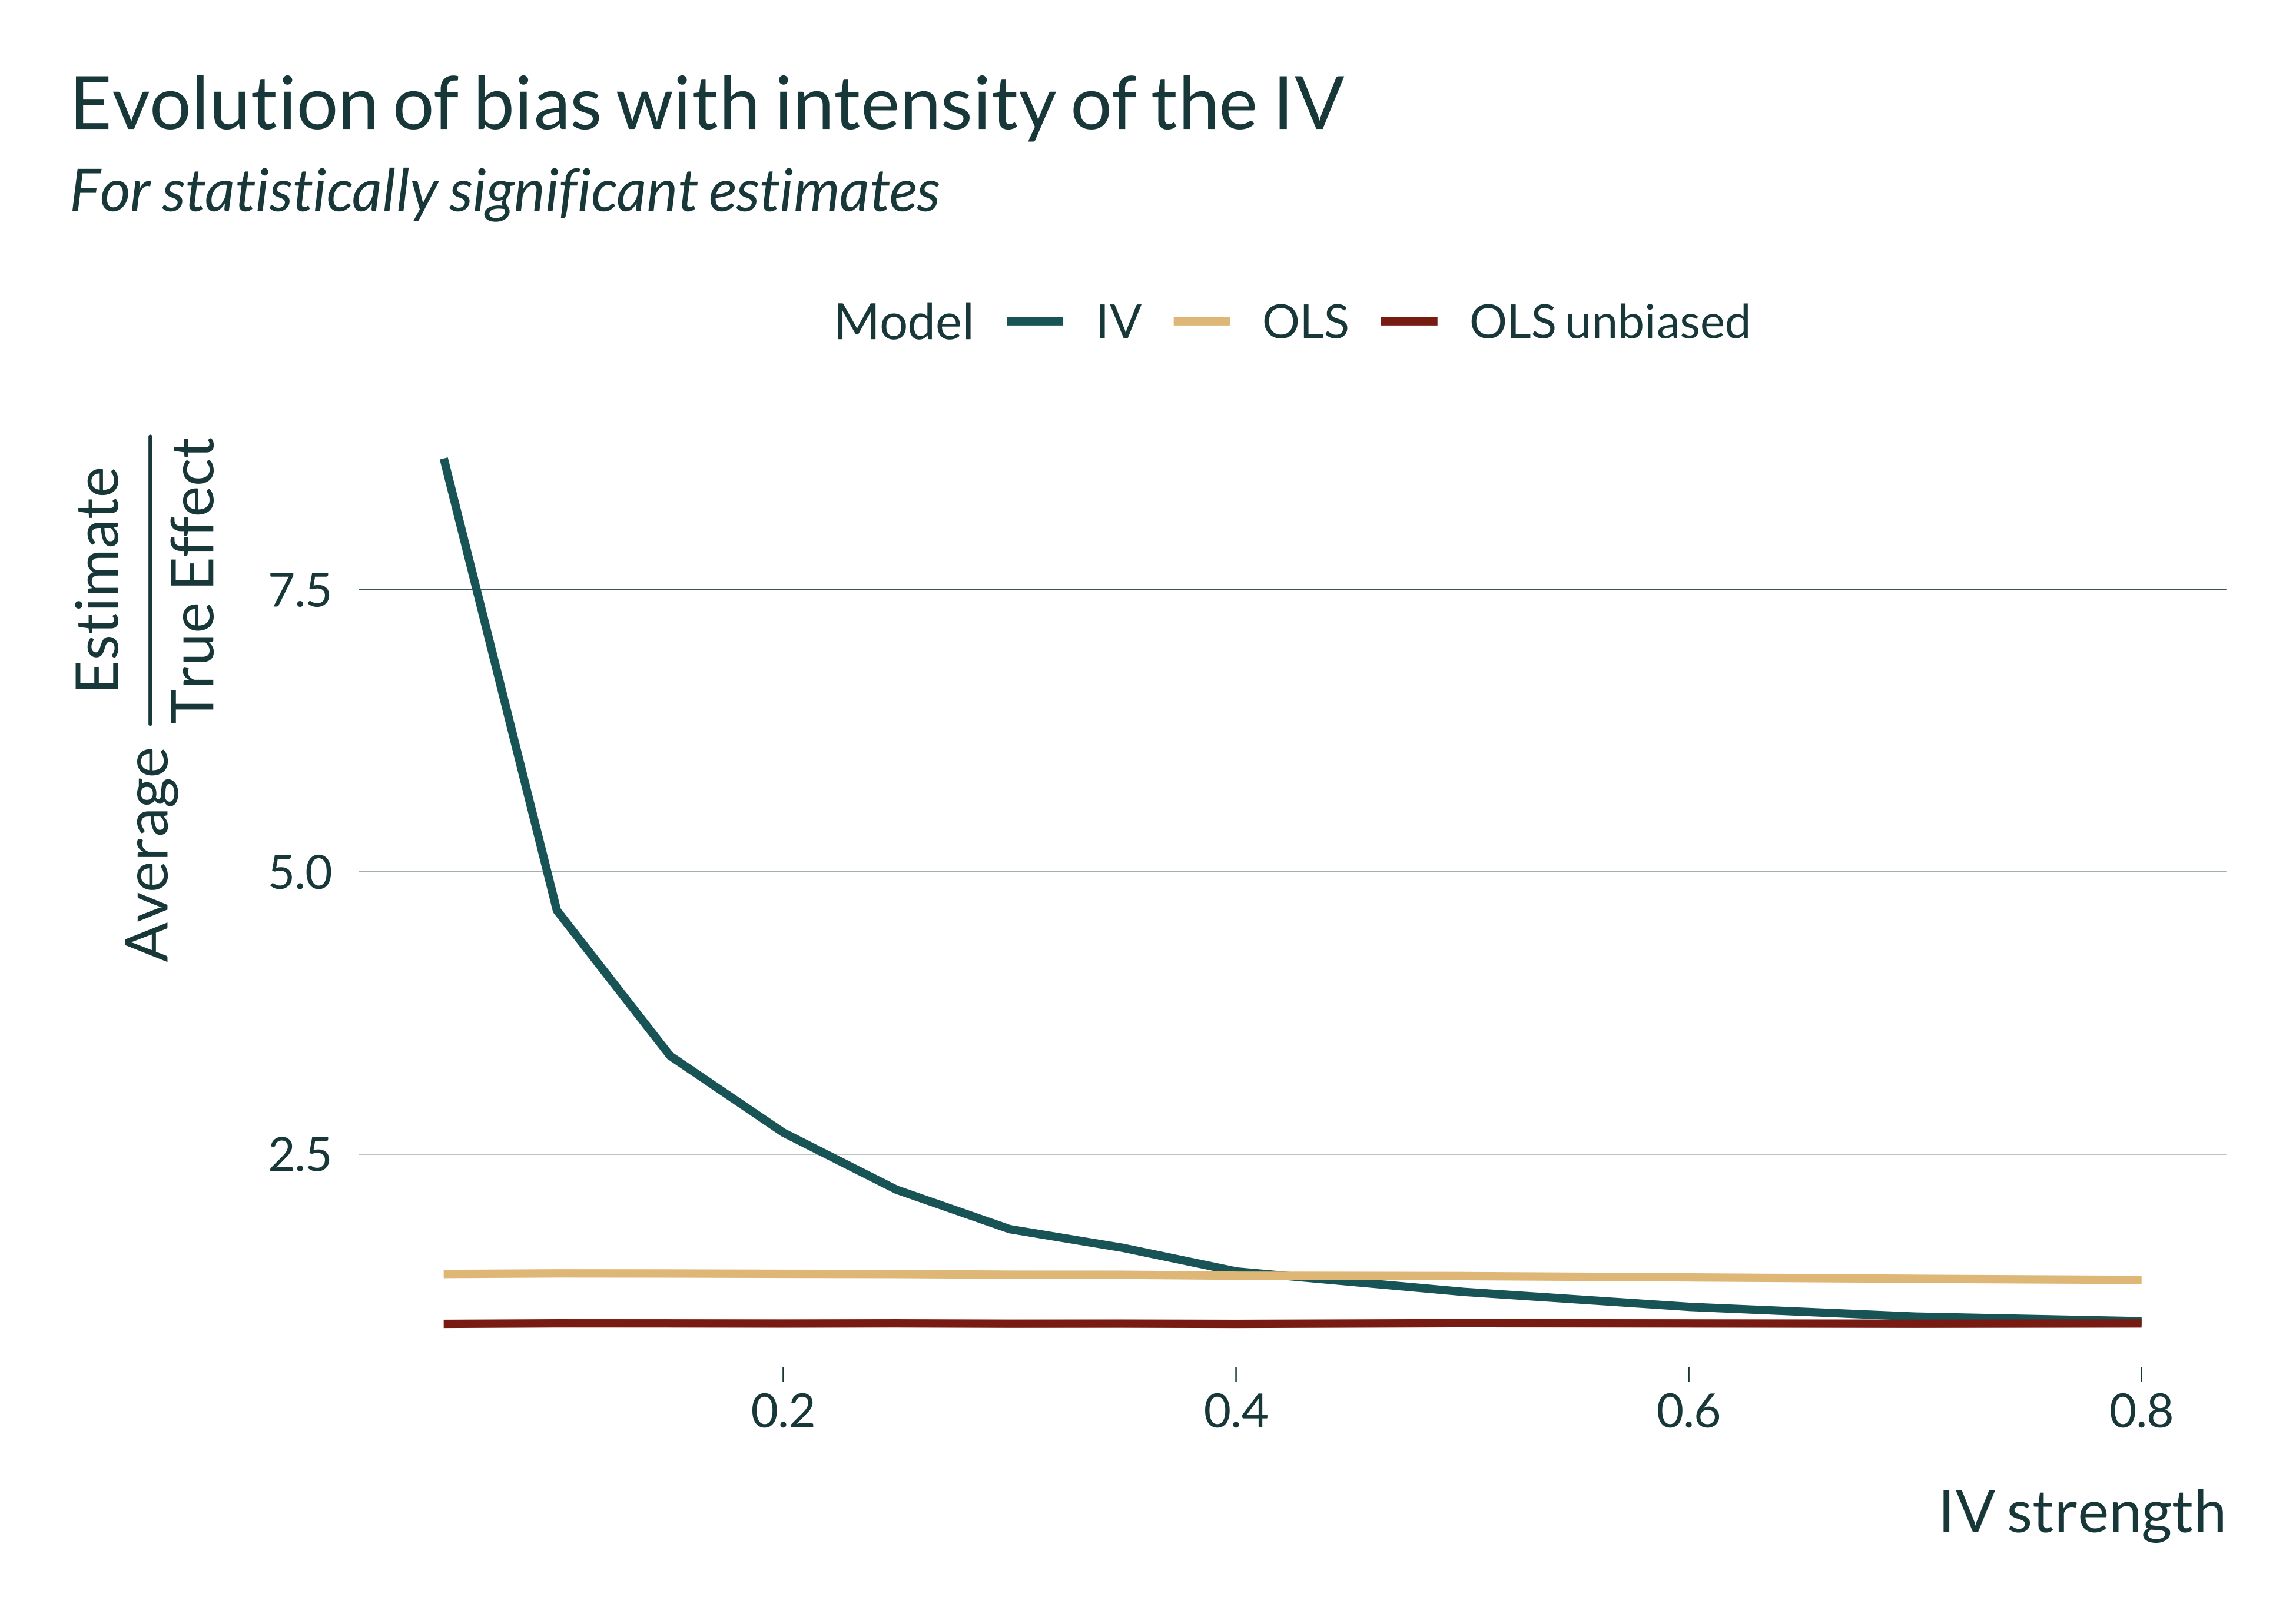 Evolution of bias with intensity of the IV
For statistically significant estimates
Model IV OLS OLS unbiased
Average Estimate
True Effect
7.5
5.0
2.5
0.2 0.4 0.6 0.8
IV strength